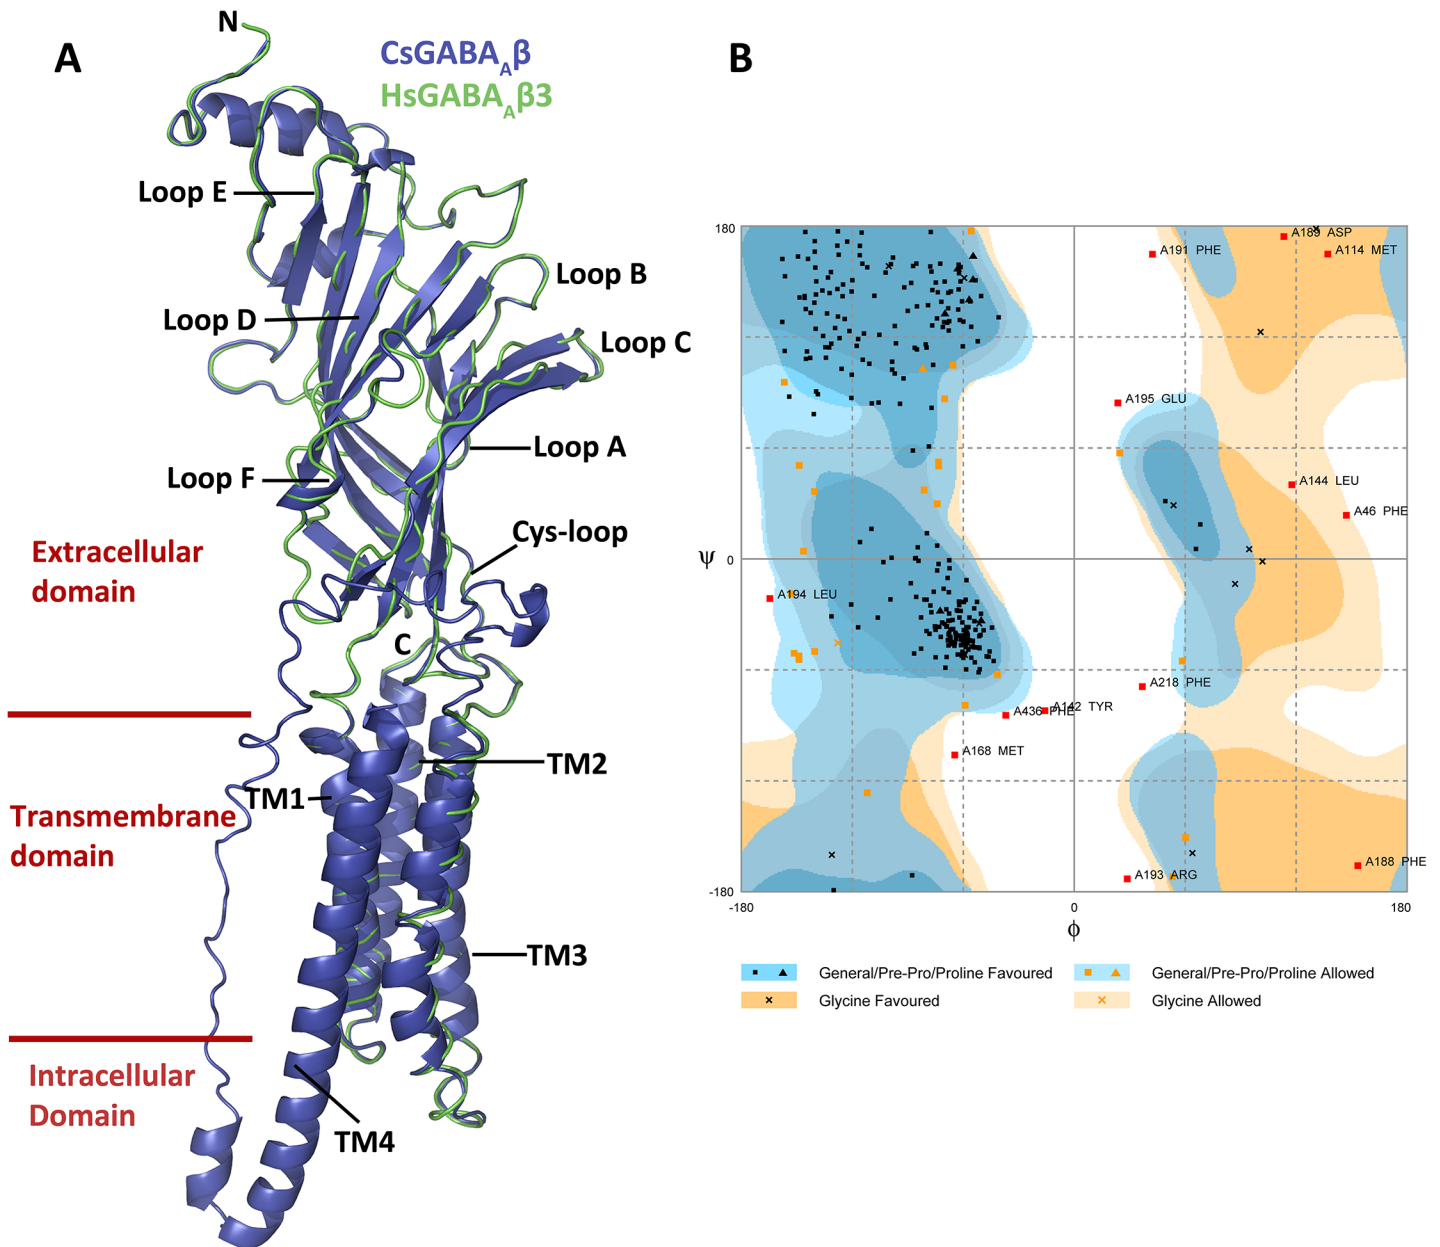 A
N
CsGABAAβ
HsGABAAβ3
Loop E
Loop B
Loop D
Loop C
Loop A
Loop F
Cys-loop
Extracellular
domain
C
TM2
TM1
Transmembrane
domain
TM3
Intracellular
Domain
TM4
B
180
A189 ASP
A191 PHE
A114 MET
A195 GLU
A144 LEU
A46 PHE
ψ
0
A194 LEU
A218 PHE
A436 PHE
A142 TYR
A168 MET
A188 PHE
A193 ARG
-180
-180
0
180
ϕ
General/Pre-Pro/Proline Favoured
General/Pre-Pro/Proline Allowed
Glycine Favoured
Glycine Allowed